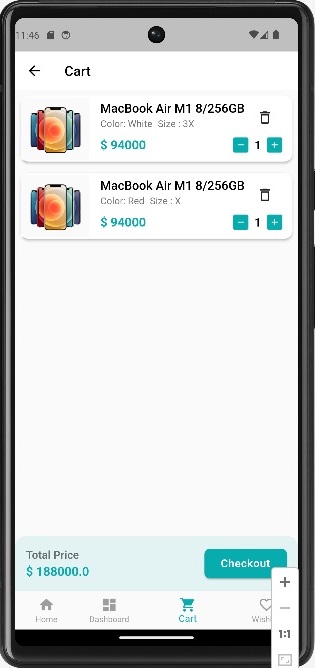 11:46
Cart
MacBook Air M1 8/256GB
Color: White Size : 3X
$ 94000
1
MacBook Air M1 8/256GB
Color: Red Size : X
$ 94000
1
Total Price
$ 188000.0
Checkout
Home
Dashboard
Cart
1:1